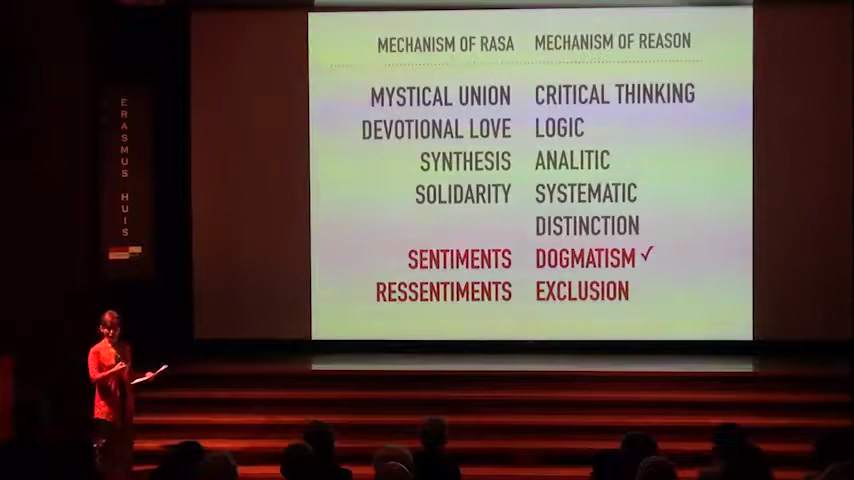 ERASMUS HUIS
MECHANISM OF RASA MECHANISM OF REASON
MYSTICAL UNION CRITICAL THINKING
DEVOTIONAL LOVE LOGIC
SYNTHESIS ANALITIC
SOLIDARITY SYSTEMATIC
DISTINCTION
SENTIMENTS DOGMATISM ✓
RESSENTIMENTS EXCLUSION